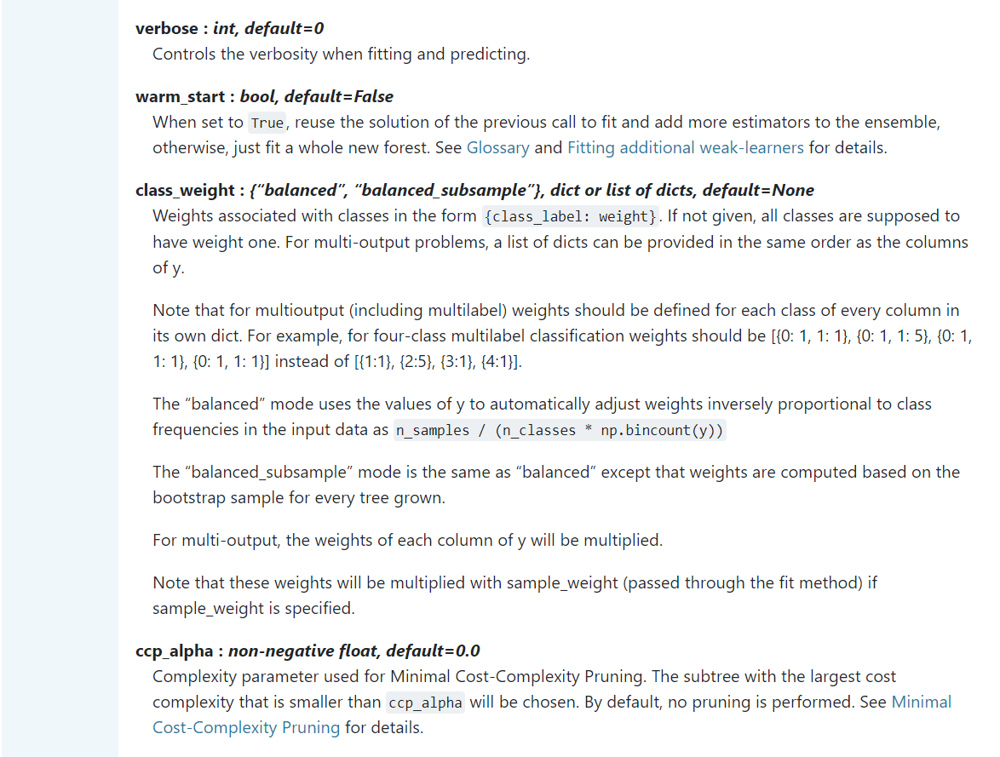 verbose : int, default=0
Controls the verbosity when fitting and predicting.
warm_start : bool, default=False
When set to True, reuse the solution of the previous call to fit and add more estimators to the ensemble,
otherwise, just fit a whole new forest. See Glossary and Fitting additional weak-learners for details.
class_weight : {“balanced”, “balanced_subsample”}, dict or list of dicts, default=None
Weights associated with classes in the form {class_label: weight}. If not given, all classes are supposed to
have weight one. For multi-output problems, a list of dicts can be provided in the same order as the columns
of y.
Note that for multioutput (including multilabel) weights should be defined for each class of every column in
its own dict. For example, for four-class multilabel classification weights should be [{0: 1, 1: 1}, {0: 1, 1: 5}, {0: 1,
1: 1}, {0: 1, 1: 1}] instead of [{1:1}, {2:5}, {3:1}, {4:1}].
The “balanced” mode uses the values of y to automatically adjust weights inversely proportional to class
frequencies in the input data as n_samples / (n_classes * np.bincount(y))
The “balanced_subsample” mode is the same as “balanced” except that weights are computed based on the
bootstrap sample for every tree grown.
For multi-output, the weights of each column of y will be multiplied.
Note that these weights will be multiplied with sample_weight (passed through the fit method) if
sample_weight is specified.
ccp_alpha : non-negative float, default=0.0
Complexity parameter used for Minimal Cost-Complexity Pruning. The subtree with the largest cost
complexity that is smaller than ccp_alpha will be chosen. By default, no pruning is performed. See Minimal
Cost-Complexity Pruning for details.